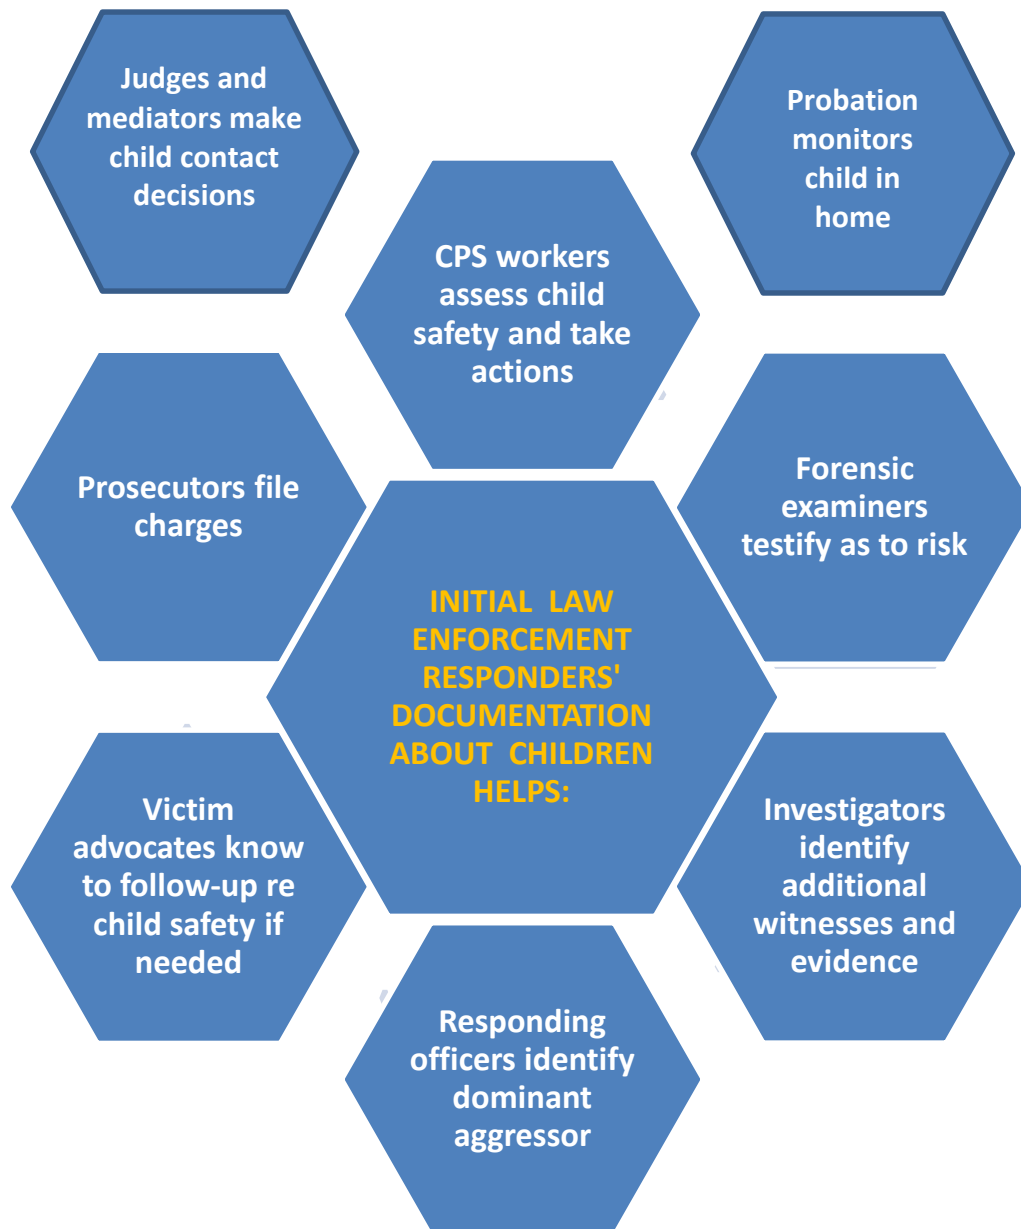 Judges and
mediators make
child contact
decisions
Probation
monitors
child in
home
CPS workers
assess child
safety and take
actions
Prosecutors file
charges
Forensic
examiners
testify as to risk
INITIAL LAW
ENFORCEMENT
RESPONDERS'
DOCUMENTATION
ABOUT CHILDREN
HELPS:
Victim
advocates know
to follow-up re
child safety if
needed
Investigators
identify
additional
witnesses and
evidence
Responding
officers identify
dominant
aggressor